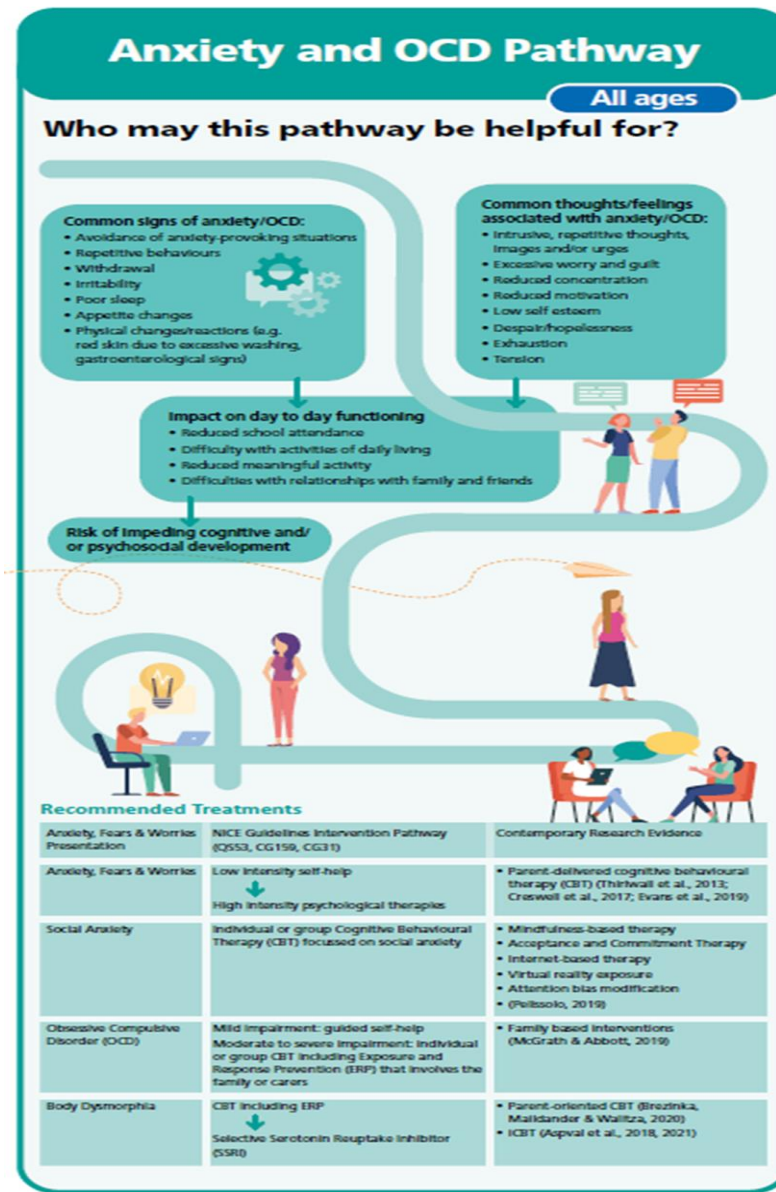 Anxiety and OCD Pathway
All ages
Who may this pathway be helpful for?
Common signs of anxiety/OCD:
• Avoidance of anxiety-provoking situations
• Repetitive behaviours
• Withdrawal
• Irritability
• Poor sleep
• Appetite changes
• Physical changes/reactions (e.g.
red skin due to excessive washing,
gastroenterological signs)
Common thoughts/feelings
associated with anxiety/OCD:
• Intrusive, repetitive thoughts,
images and/or urges
• Excessive worry and guilt
• Reduced concentration
• Reduced motivation
• Low self esteem
• Despair/hopelessness
• Exhaustion
• Tension
Impact on day to day functioning
• Reduced school attendance
• Difficulty with activities of daily living
• Reduced meaningful activity
• Difficulties with relationships with family and friends
Risk of impeding cognitive and/
or psychosocial development
Recommended Treatments
Anxiety, Fears & Worries
Presentation
NICE Guidelines Intervention Pathway
(QS53, CG159, CG31)
Contemporary Research Evidence
Anxiety, Fears & Worries
Low intensity self-help
High intensity psychological therapies
• Parent-delivered cognitive behavioural
therapy (CBT) (Thirlwall et al., 2013;
Creswell et al., 2017; Evans et al., 2019)
Social Anxiety
Individual or group Cognitive Behavioural
Therapy (CBT) focussed on social anxiety
• Mindfulness-based therapy
• Acceptance and Commitment Therapy
• Internet-based therapy
• Virtual reality exposure
• Attention bias modification
• (Pelissolo, 2019)
Obsessive Compulsive
Disorder (OCD)
Mild impairment: guided self-help
Moderate to severe impairment: individual
or group CBT including Exposure and
Response Prevention (ERP) that involves the
family or carers
• Family based interventions
(McGrath & Abbott, 2019)
Body Dysmorphia
CBT including ERP
Selective Serotonin Reuptake Inhibitor
(SSRI)
• Parent-oriented CBT (Brezinka,
& Walitza, 2020)
• ICBT (Aspval et al., 2018, 2021)